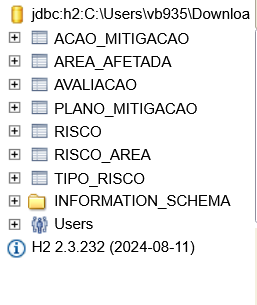 jdbc:h2:C:\Users\vb935\Downloa
ACAO_MITIGACAO
AREA_AFETADA
AVALIACAO
PLANO_MITIGACAO
RISCO
RISCO_AREA
TIPO_RISCO
INFORMATION_SCHEMA
Users
H2 2.3.232 (2024-08-11)